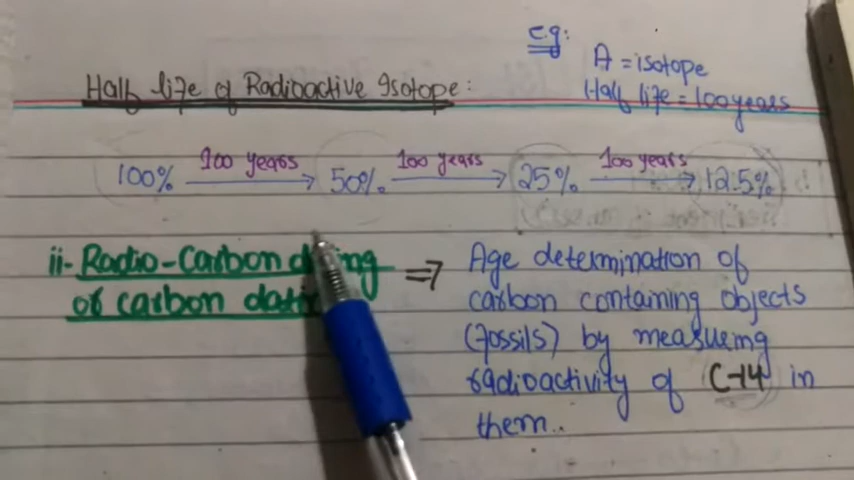 e.g:
A = isotope
Half life = 100 years
Half life of Radioactive Isotope:
100% 100 years → 50% 100 years → 25% 100 years → 12.5%
ii- Radio-Carbon dating ⇒ Age determination of
or carbon carbon containing objects
(fossils) by measuring
radioactivity of C-14 in
them.